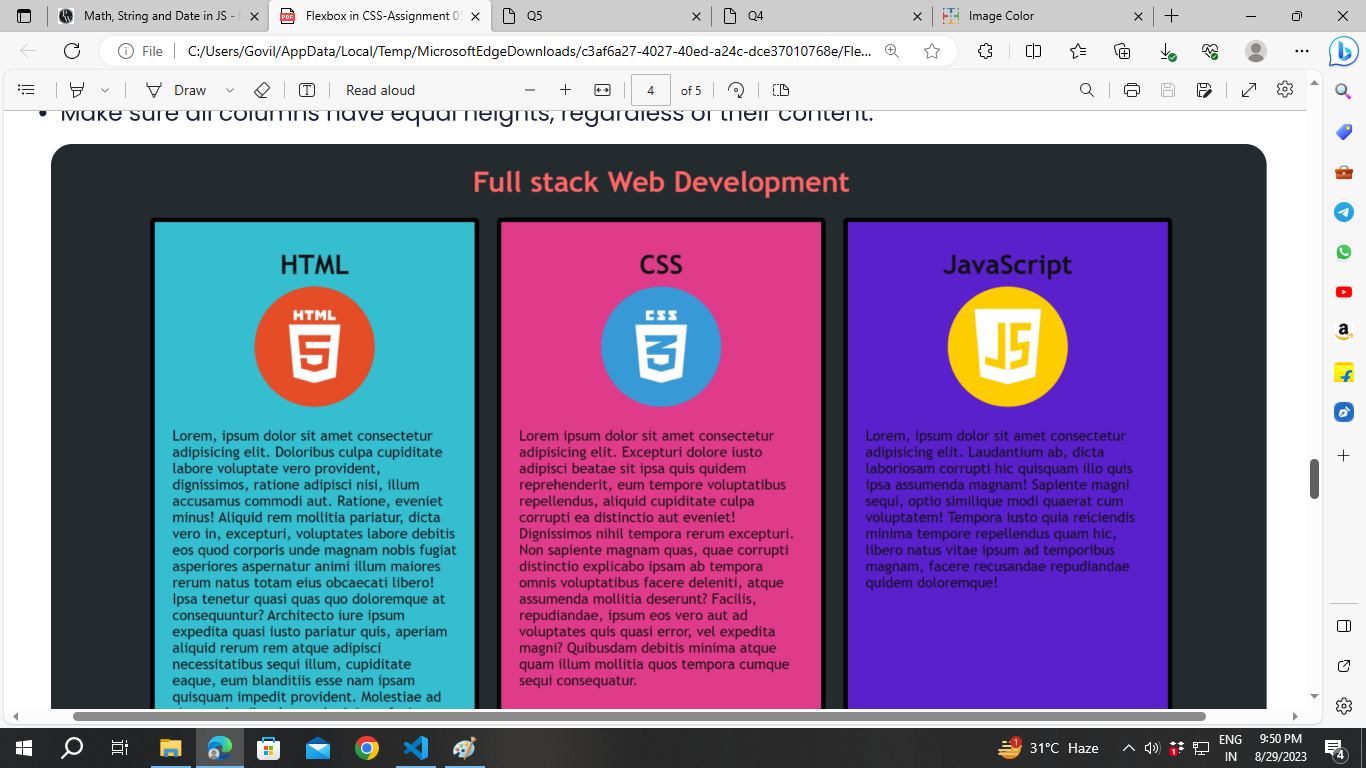 Math, String and Date in JS -
Flexbox in CSS-Assignment
Q5
Q4
Image Color
File
C:/Users/Govil/AppData/Local/Temp/MicrosoftEdgeDownloads/c3af6a27-4027-40ed-a24c-dce37010768e/Fle...
Draw
Read aloud
4
of 5
Make sure all columns have equal heights, regardless of their content.
Full stack Web Development
HTML
HTML
5
Lorem, ipsum dolor sit amet consectetur
adipisicing elit. Doloribus culpa cupiditate
labore voluptate vero provident,
dignissimos, ratione adipisci nisi, illum
accusamus commodi aut. Ratione, eveniet
minus! Aliquid rem mollitia pariatur, dicta
vero in, excepturi, voluptates labore debitis
eos quod corporis unde magnam nobis fugiat
asperiores aspernatur animi illum maiores
rerum natus totam eius obcaecati libero!
Ipsa tenetur quasi quas quo doloremque at
consequuntur? Architecto iure ipsum
expedita quasi iusto pariatur quis, aperiam
aliquid rerum rem atque adipisci
necessitatibus sequi illum, cupiditate
eaque, eum blanditiis esse nam ipsam
quisquam impedit provident. Molestiae ad
CSS
CSS
3
Lorem ipsum dolor sit amet consectetur
adipisicing elit. Excepturi dolore iusto
adipisci beatae sit ipsa quis quidem
reprehenderit, eum tempore voluptatibus
repellendus, aliquid cupiditate culpa
corrupti ea distinctio aut eveniet!
Dignissimos nihil tempora rerum excepturi.
Non sapiente magnam quas, quae corrupti
distinctio explicabo ipsam ab tempora
omnis voluptatibus facere deleniti, atque
assumenda mollitia deserunt? Facilis,
repudiandae, ipsum eos vero aut ad
voluptates quis quasi error, vel expedita
magni? Quibusdam debitis minima atque
quam illum mollitia quos tempora cumque
sequi consequatur.
JavaScript
JS
Lorem, ipsum dolor sit amet consectetur
adipisicing elit. Laudantium ab, dicta
laboriosam corrupti hic quisquam illo quis
ipsa assumenda magnam! Sapiente magni
sequi, optio similique modi quaerat cum
voluptatem! Tempora iusto quia reiciendis
minima tempore repellendus quam hic,
libero natus vitae ipsum ad temporibus
magnam, facere recusandae repudiandae
quidem doloremque!
1
31°C Haze
1
ENG
IN
9:50 PM
8/29/2023
4